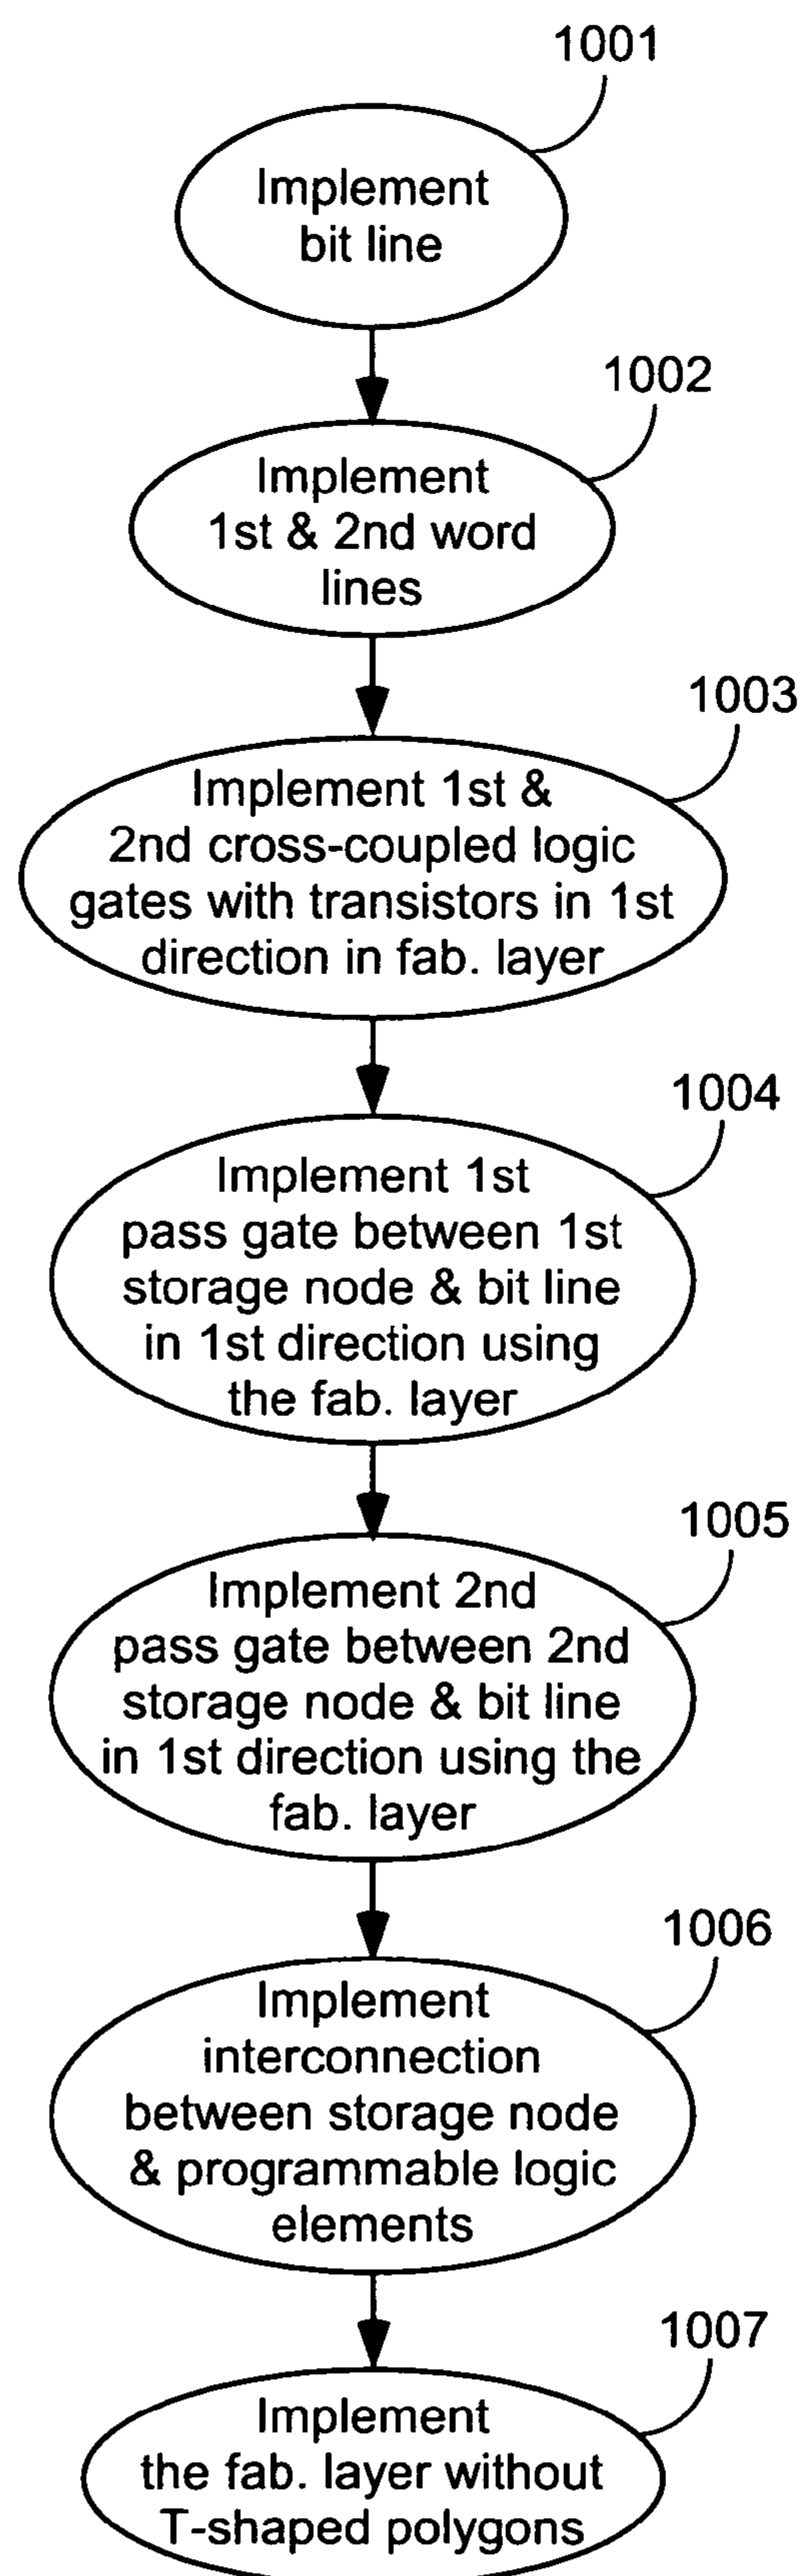 1001
Implement
bit line
1002
Implement
1st & 2nd word
lines
1003
Implement 1st &
2nd cross-coupled logic
gates with transistors in 1st
direction in fab. layer
1004
Implement 1st
pass gate between 1st
storage node & bit line
in 1st direction using
the fab. layer
1005
Implement 2nd
pass gate between 2nd
storage node & bit line
in 1st direction using the
fab. layer
1006
Implement
interconnection
between storage node
& programmable logic
elements
1007
Implement
the fab. layer without
T-shaped polygons